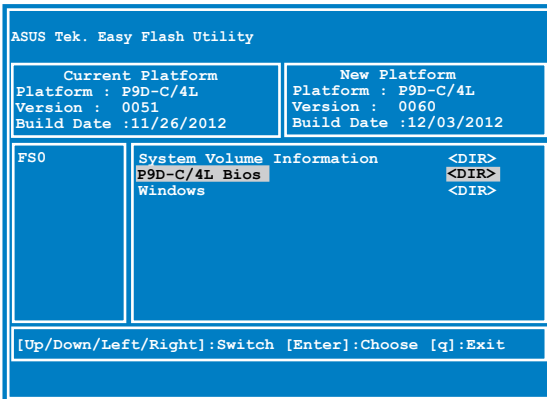 ASUS Tek. Easy Flash Utility
Current Platform
Platform : P9D-C/4L
Version : 0051
Build Date :11/26/2012
New Platform
Platform : P9D-C/4L
Version : 0060
Build Date :12/03/2012
FS0
System Volume Information <DIR>
P9D-C/4L Bios <DIR>
Windows <DIR>
[Up/Down/Left/Right]:Switch [Enter]:Choose [q]:Exit